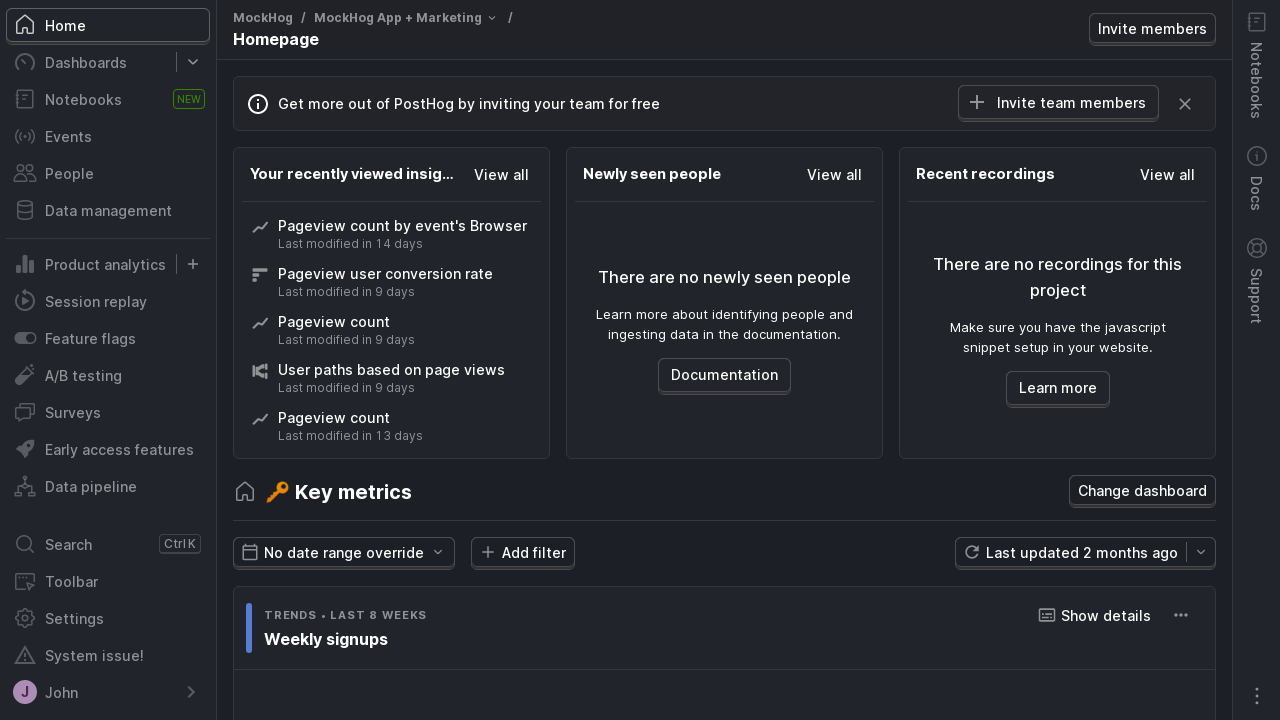 Home
Dashboards
Notebooks
NEW
Events
People
Data management
Product analytics
Session replay
Feature flags
A/B testing
Surveys
Early access features
Data pipeline
Search
Ctrl K
Toolbar
Settings
System issue!
J
John
MockHog / MockHog App + Marketing /
Homepage
Invite members
Get more out of PostHog by inviting your team for free
Invite team members
Your recently viewed insig...
View all
Pageview count by event's Browser
Last modified in 14 days
Pageview user conversion rate
Last modified in 9 days
Pageview count
Last modified in 9 days
User paths based on page views
Last modified in 9 days
Pageview count
Last modified in 13 days
Newly seen people
View all
There are no newly seen people
Learn more about identifying people and
ingesting data in the documentation.
Documentation
Recent recordings
View all
There are no recordings for this
project
Make sure you have the javascript
snippet setup in your website.
Learn more
🔑 Key metrics
Change dashboard
No date range override
Add filter
Last updated 2 months ago
TRENDS • LAST 8 WEEKS
Weekly signups
Show details
Notebooks
Docs
Support